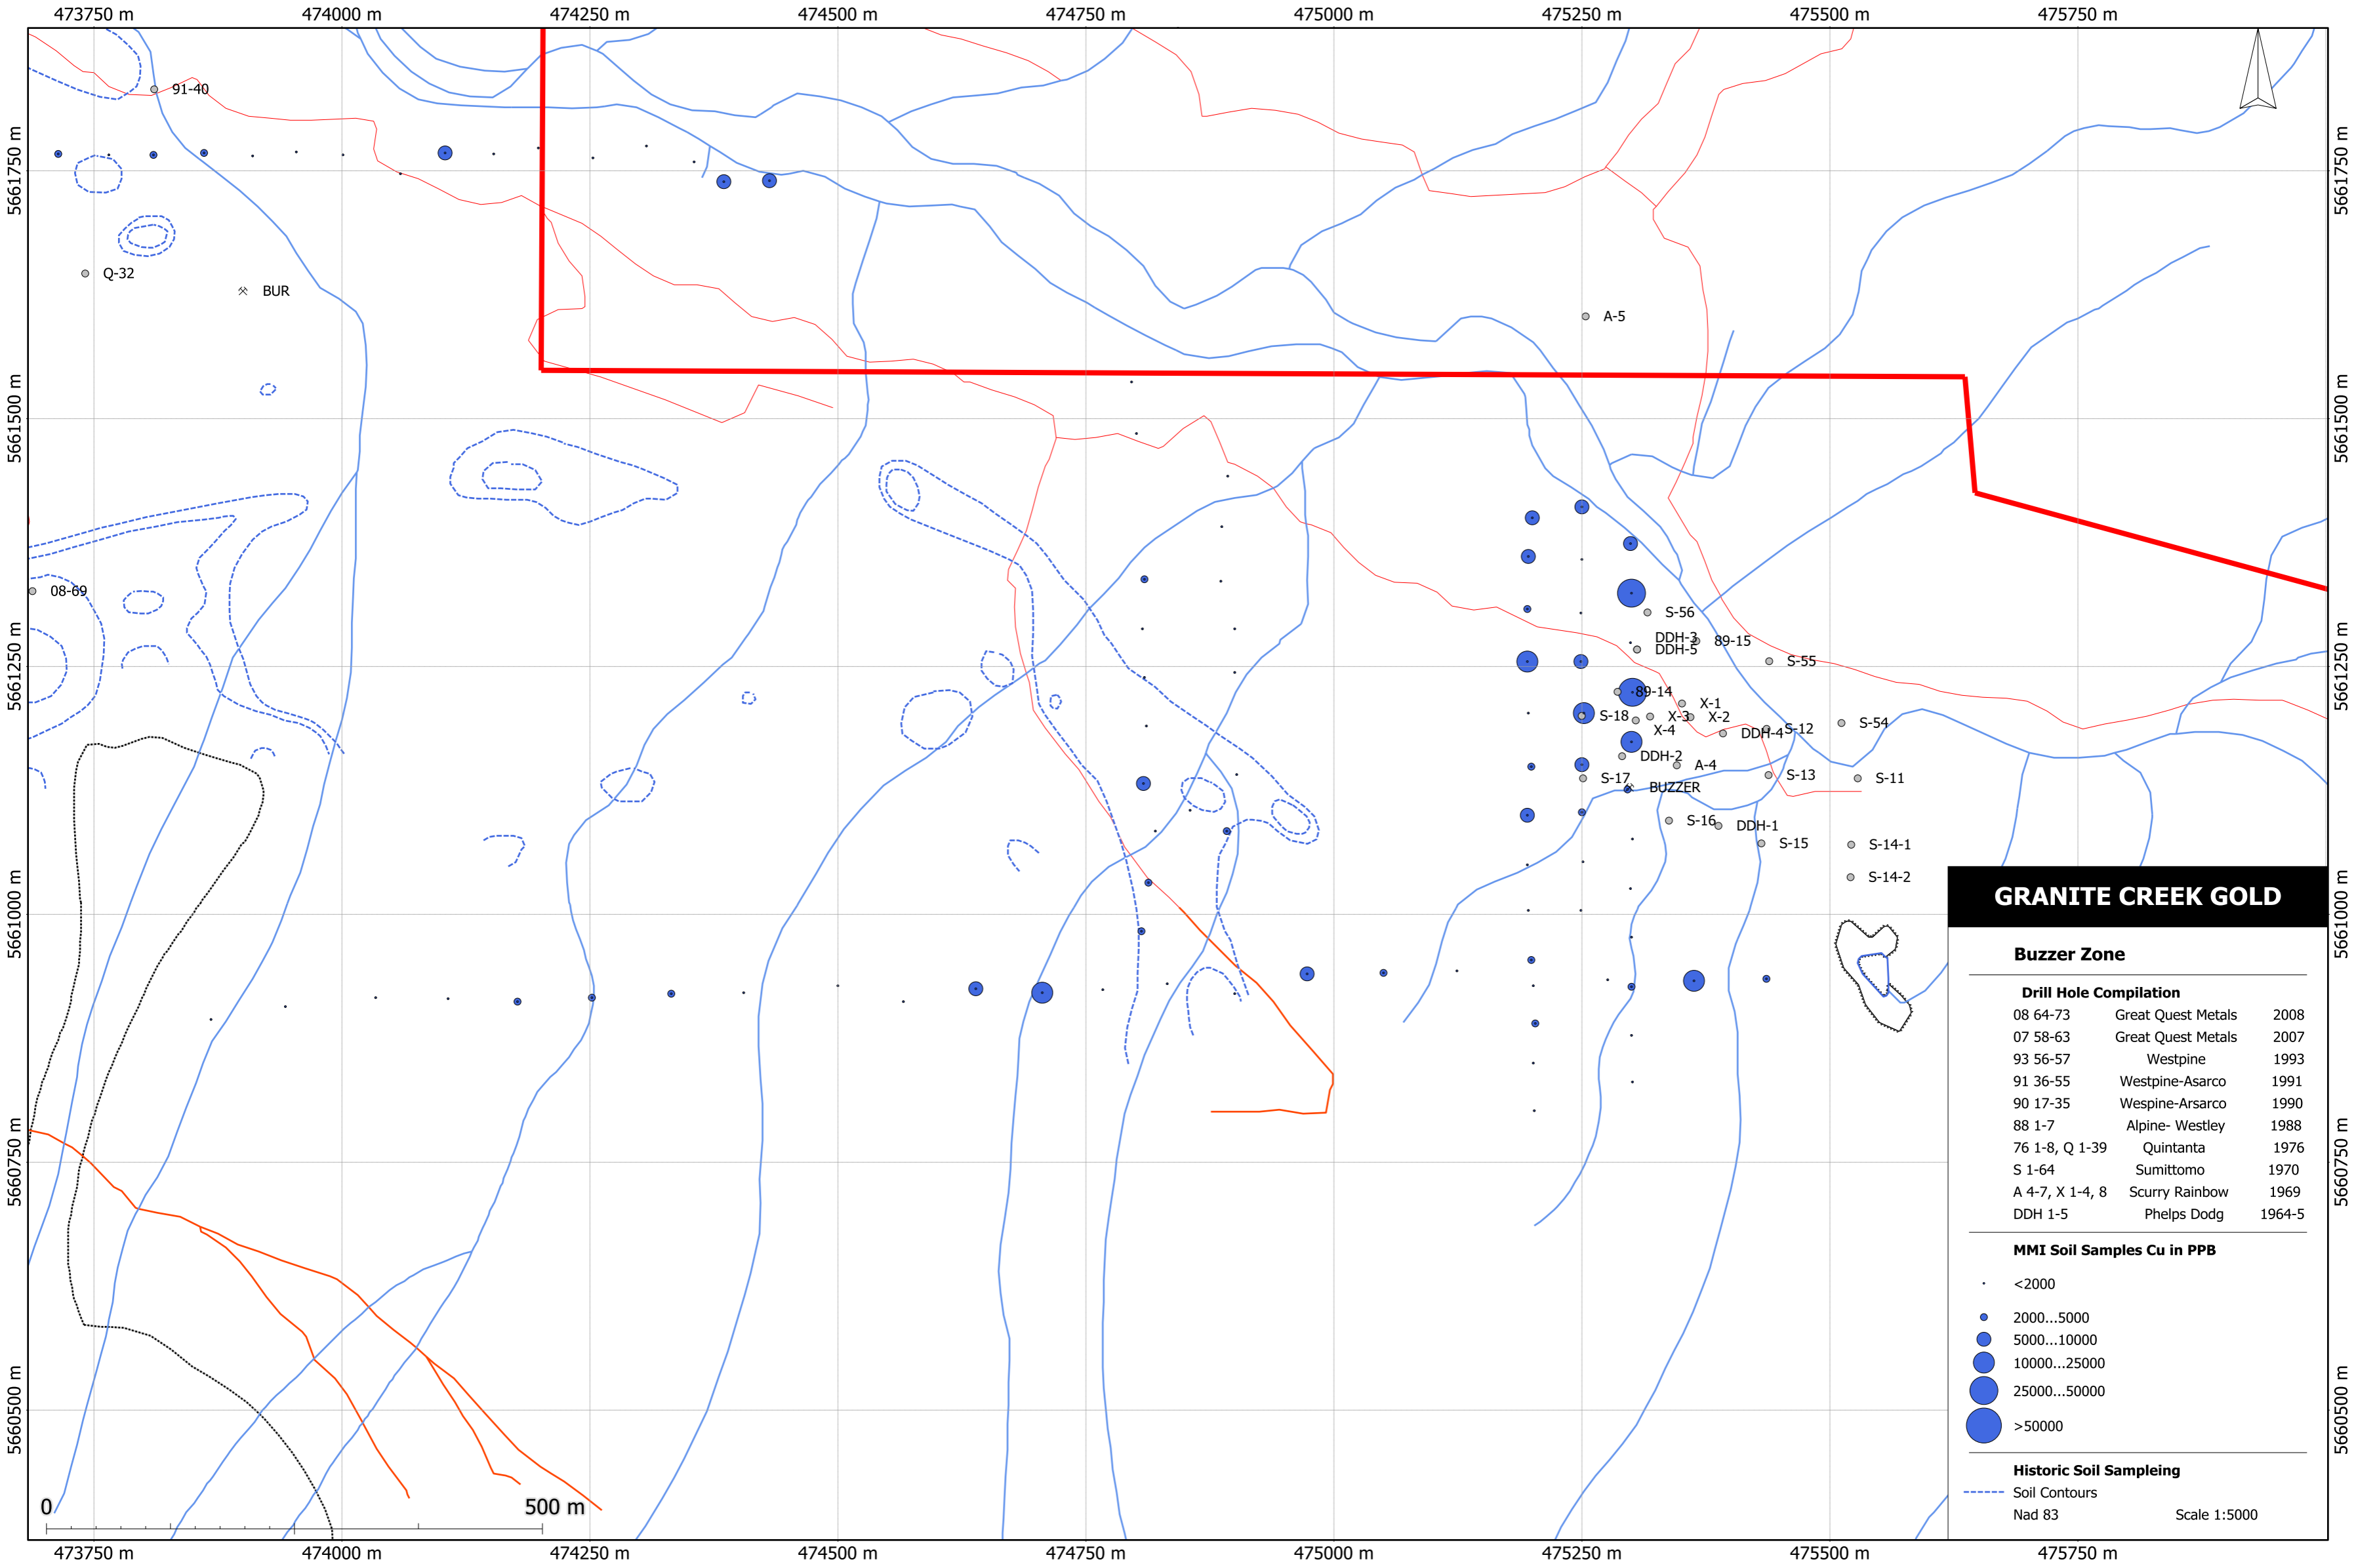 473750 m 474000 m 474250 m 474500 m 474750 m 475000 m 475250 m 475500 m 475750 m
5661750 m
5661500 m
5661250 m
5661000 m
5660750 m
5660500 m
5661750 m
5661500 m
5661250 m
5661000 m
5660750 m
5660500 m
91-40
Q-32
BUR
A-5
08-69
S-56
DDH-3
89-15
DDH-5
S-55
89-14
X-1
S-18
X-3
X-2
S-54
X-4
DDH-4
S-12
DDH-2
A-4
S-17
S-13
S-11
BUZZER
S-16
DDH-1
S-15
S-14-1
S-14-2
GRANITE CREEK GOLD
Buzzer Zone
Drill Hole Compilation
08 64-73 Great Quest Metals 2008
07 58-63 Great Quest Metals 2007
93 56-57 Westpine 1993
91 36-55 Westpine-Asarco 1991
90 17-35 Wespine-Arsarco 1990
88 1-7 Alpine- Westley 1988
76 1-8, Q 1-39 Quintanta 1976
S 1-64 Sumittomo 1970
A 4-7, X 1-4, 8 Scurry Rainbow 1969
DDH 1-5 Phelps Dodg 1964-5
MMI Soil Samples Cu in PPB
<2000
2000...5000
5000...10000
10000...25000
25000...50000
>50000
Historic Soil Sampleing
Soil Contours
Nad 83 Scale 1:5000
0 500 m
473750 m 474000 m 474250 m 474500 m 474750 m 475000 m 475250 m 475500 m 475750 m